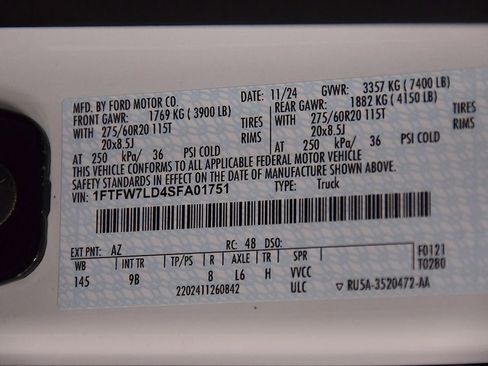 MFD. BY FORD MOTOR CO. DATE: 11/24 GVWR: 3357 KG (7400 LB)
FRONT GAWR: 1769 KG (3900 LB) REAR GAWR: 1882 KG (4150 LB)
WITH 275/60R20 115T TIRES WITH 275/60R20 115T TIRES
20x8.5J RIMS 20x8.5J RIMS
AT 250 kPa/ 36 PSI COLD AT 250 kPa/ 36 PSI COLD
THIS VEHICLE CONFORMS TO ALL APPLICABLE FEDERAL MOTOR VEHICLE
SAFETY STANDARDS IN EFFECT ON THE DATE OF MANUFACTURE SHOWN ABOVE.
VIN: 1FTFW7LD4SFA01751 TYPE: Truck
EXT PNT: AZ RC: 48 DSO: F0121
WB INT TR TP/PS R AXLE TR SPR T0280
145 9B 8 L6 H VVCC
2202411260842 ULC ▽ RU5A-3520472-AA